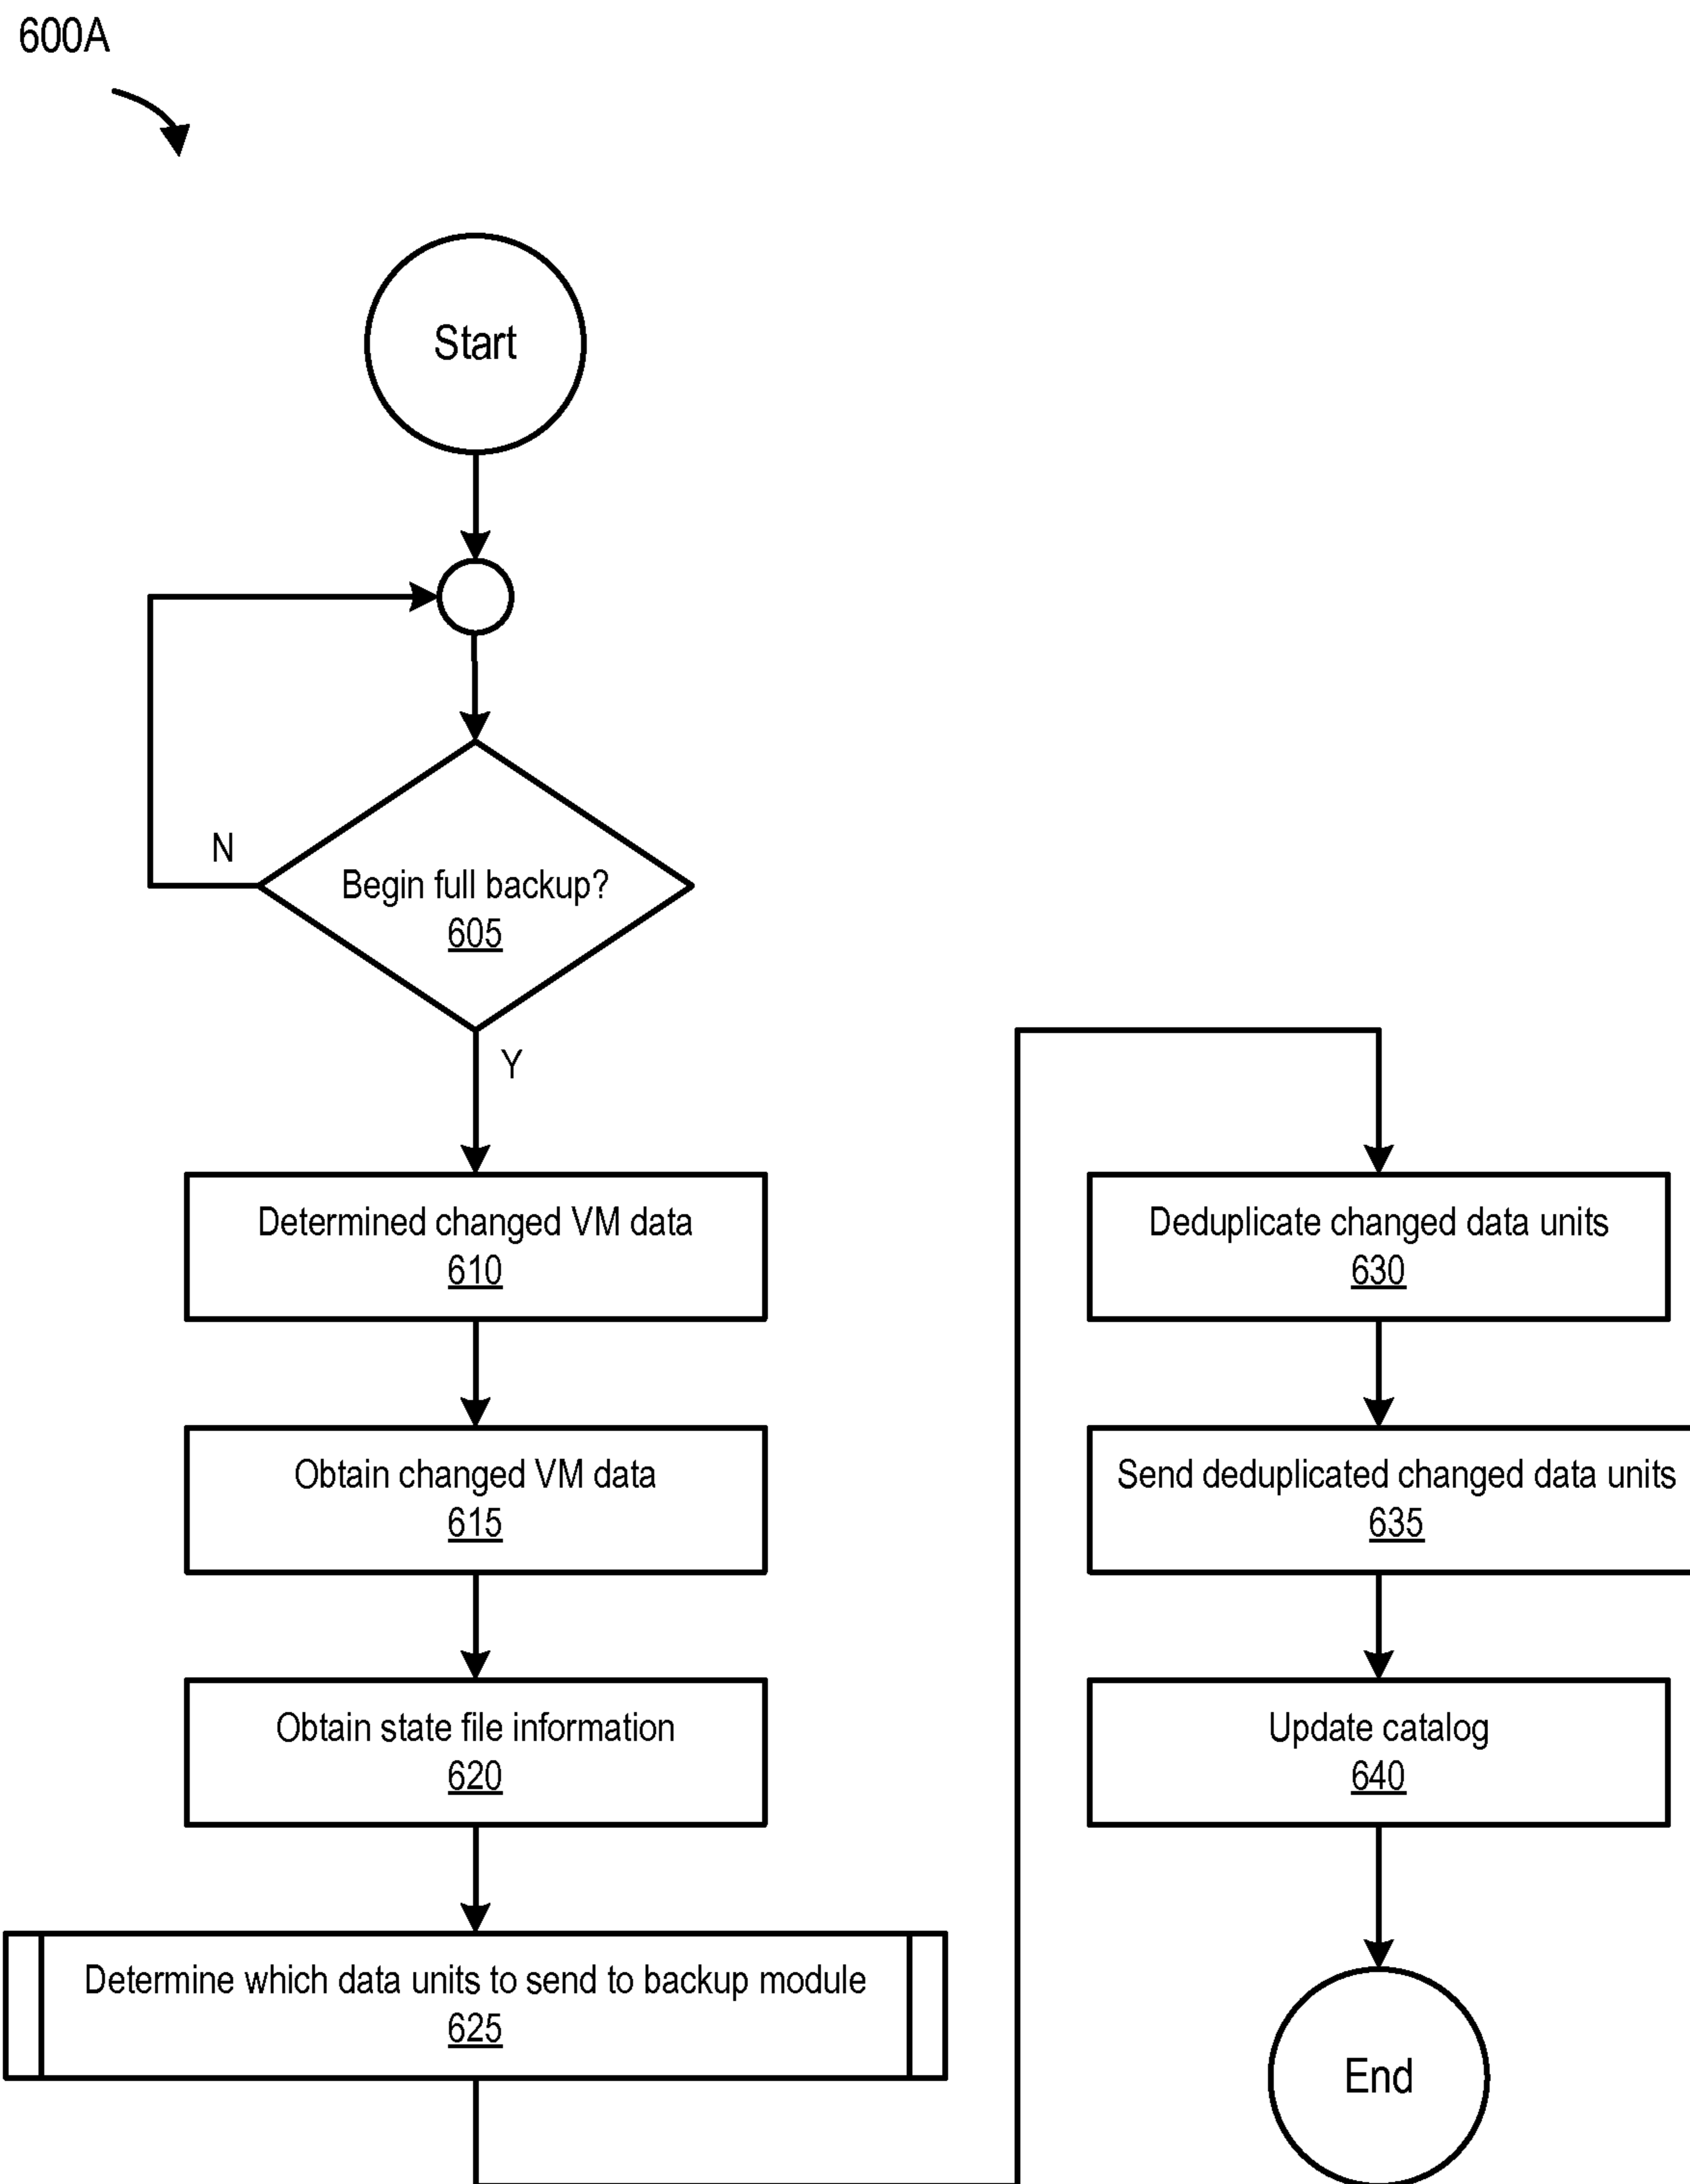 600A
Start
Begin full backup?
605
N
Y
Determined changed VM data
610
Obtain changed VM data
615
Obtain state file information
620
Determine which data units to send to backup module
625
Deduplicate changed data units
630
Send deduplicated changed data units
635
Update catalog
640
End